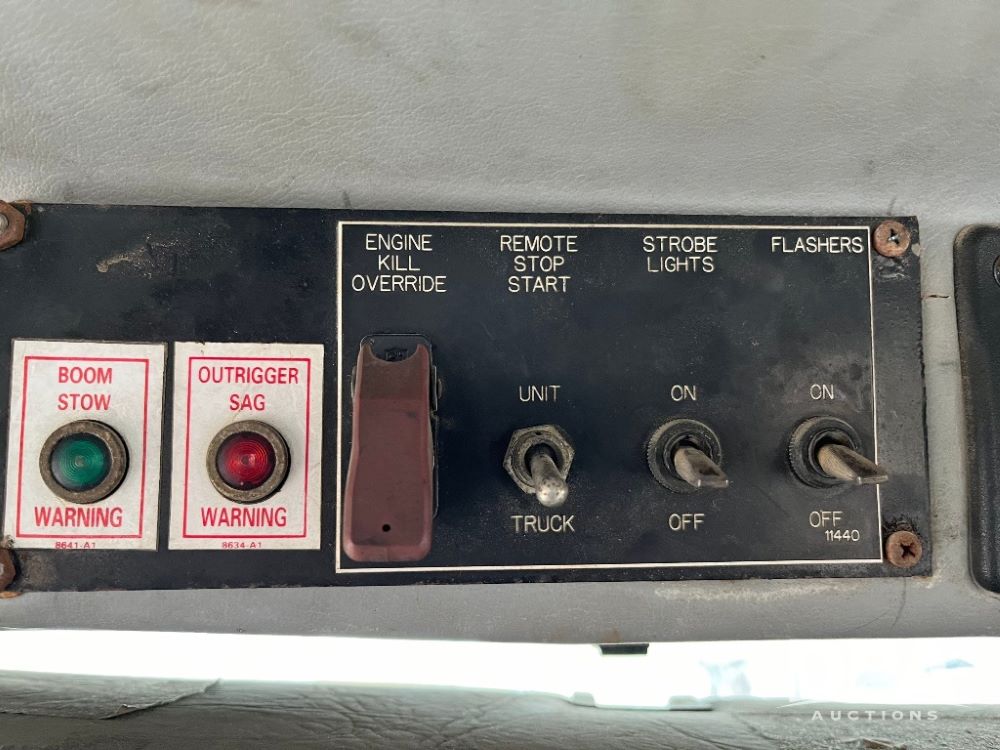 BOOM
STOW
WARNING
8641-A1
OUTRIGGER
SAG
WARNING
8634-A1
ENGINE
KILL
OVERRIDE
REMOTE
STOP
START
UNIT
TRUCK
STROBE
LIGHTS
ON
OFF
FLASHERS
ON
OFF
11440
AUCTIONS